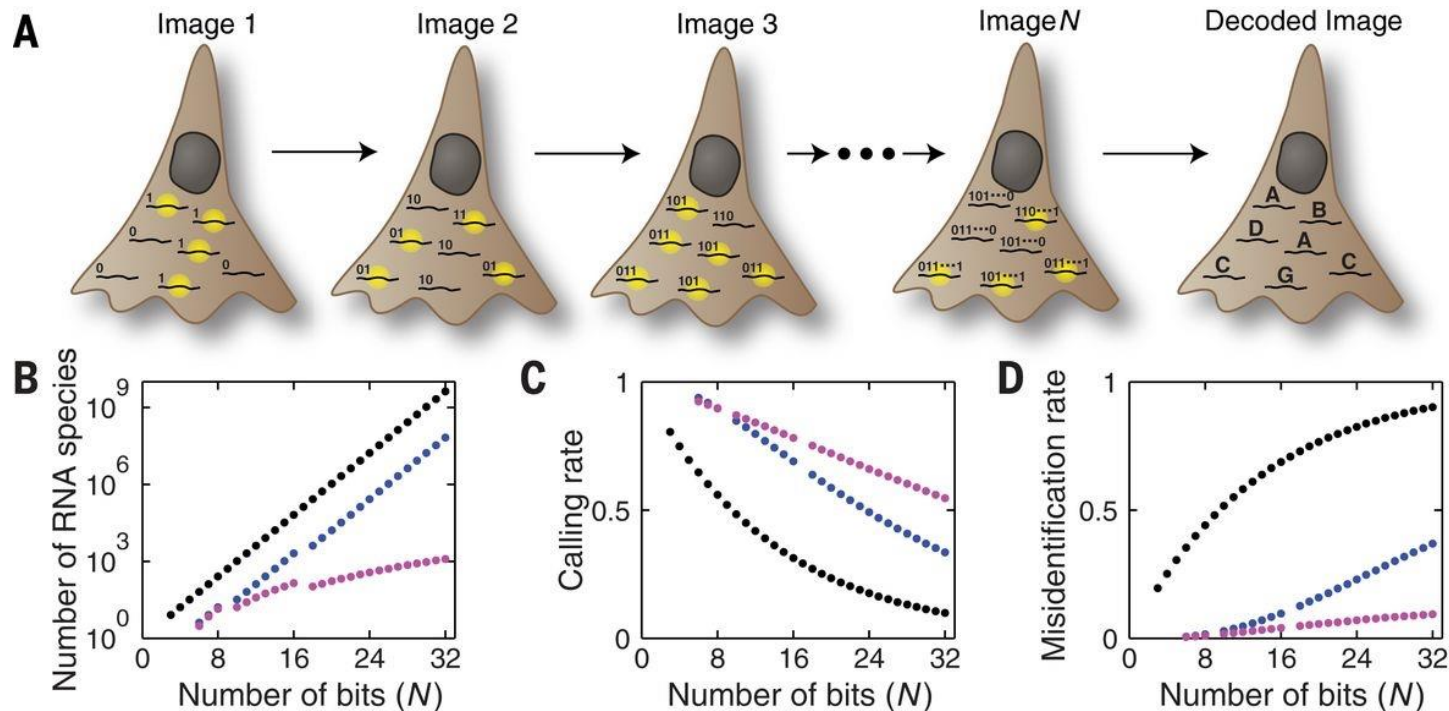 A
Image 1
Image 2
Image 3
Image N
Decoded Image
1
1
0
1
0
0
1
10
11
01
10
01
01
10
101
110
011
101
011
101
011
101···0
110···1
011···0
101···0
011···1
101···1
011···1
A
B
D
A
C
G
C
B
Number of RNA species
10^9
10^6
10^3
10^0
0 8 16 24 32
Number of bits (N)
C
Calling rate
1
0.5
0
0 8 16 24 32
Number of bits (N)
D
Misidentification rate
1
0.5
0
0 8 16 24 32
Number of bits (N)